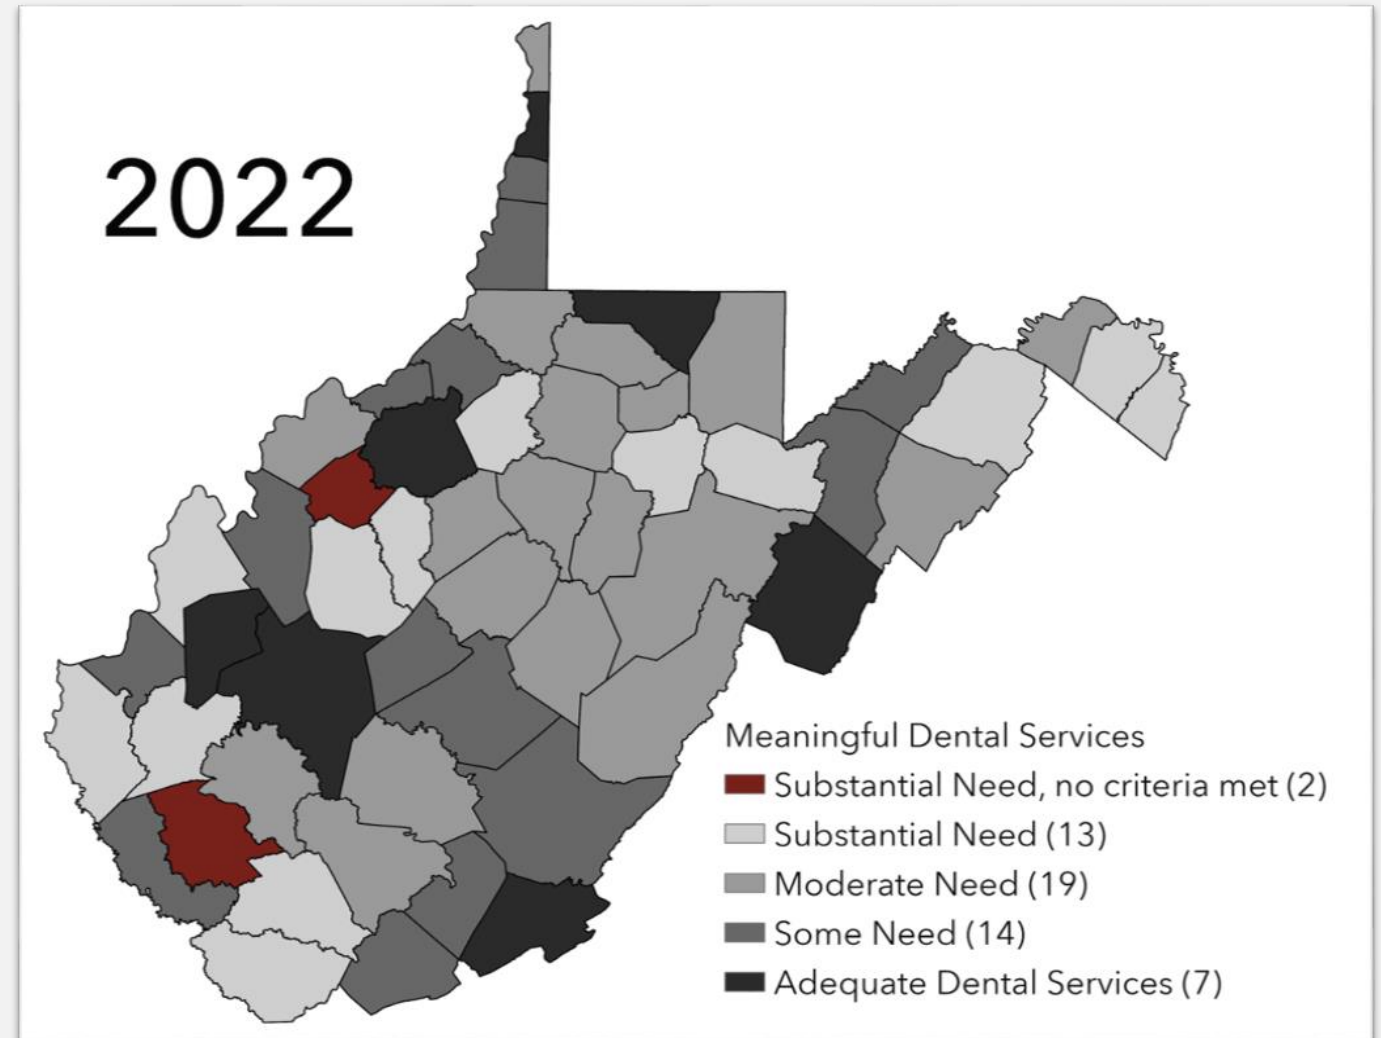 2022
Meaningful Dental Services
Substantial Need, no criteria met (2)
Substantial Need (13)
Moderate Need (19)
Some Need (14)
Adequate Dental Services (7)